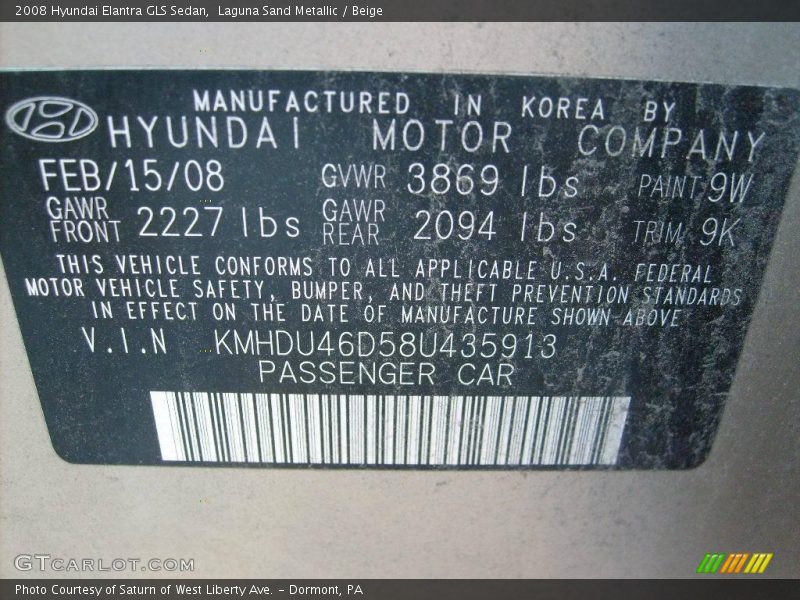 2008 Hyundai Elantra GLS Sedan,  Laguna Sand Metallic / Beige
MANUFACTURED IN KOREA BY
HYUNDAI MOTOR COMPANY
FEB/15/08 GVWR 3869 lbs PAINT 9W
GAWR FRONT 2227 lbs GAWR REAR 2094 lbs TRIM 9K
THIS VEHICLE CONFORMS TO ALL APPLICABLE U.S.A. FEDERAL
MOTOR VEHICLE SAFETY, BUMPER, AND THEFT PREVENTION STANDARDS
IN EFFECT ON THE DATE OF MANUFACTURE SHOWN ABOVE
V.I.N KMHDU46D58U435913
PASSENGER CAR
GTCARLOT.COM
Photo Courtesy of Saturn of West Liberty Ave. - Dormont, PA